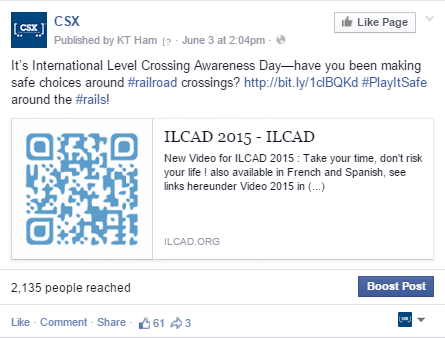 [ CSX ]
CSX
Like Page
Published by KT Ham [?] · June 3 at 2:04pm ·
It's International Level Crossing Awareness Day—have you been making
safe choices around #railroad crossings? http://bit.ly/1clBQKd #PlayItSafe
around the #rails!
ILCAD 2015 - ILCAD
New Video for ILCAD 2015 : Take your time, don't risk
your life ! also available in French and Spanish, see
links hereunder Video 2015 in (...)
ILCAD.ORG
2,135 people reached
Boost Post
Like · Comment · Share · 61 3
[CSX]